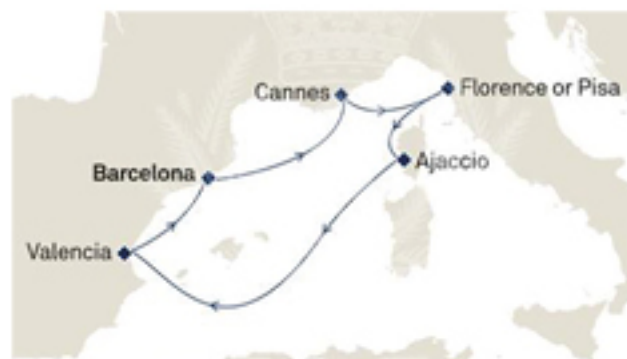 Cannes
Florence or Pisa
Barcelona
Ajaccio
Valencia